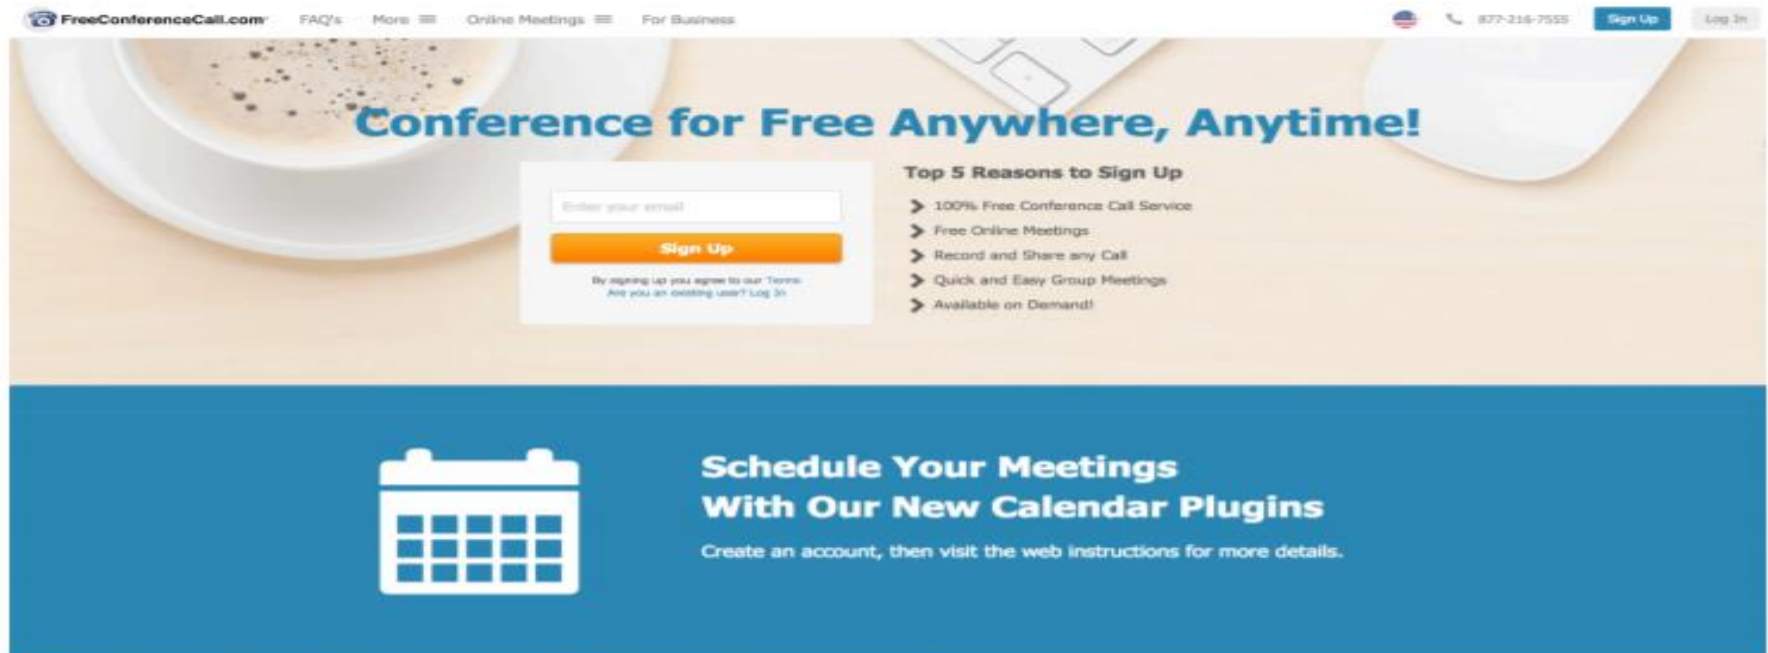 FreeConferenceCall.com FAQ's More Online Meetings For Business 877-216-7555 Sign Up Log In
Conference for Free Anywhere, Anytime!
Enter your email
Sign Up
By signing up you agree to our Terms
Are you an existing user? Log In
Top 5 Reasons to Sign Up
100% Free Conference Call Service
Free Online Meetings
Record and Share any Call
Quick and Easy Group Meetings
Available on Demand!
Schedule Your Meetings
With Our New Calendar Plugins
Create an account, then visit the web instructions for more details.